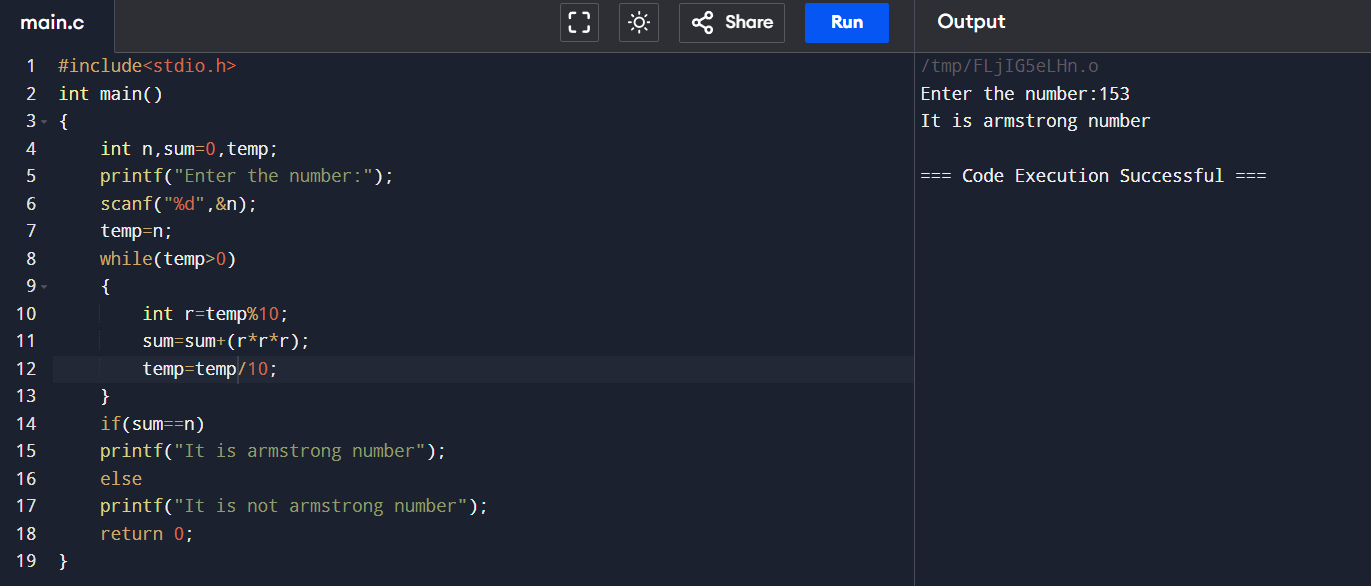 main.c
Share
Run
Output
1 #include<stdio.h>
2 int main()
3 {
4     int n,sum=0,temp;
5     printf("Enter the number:");
6     scanf("%d",&n);
7     temp=n;
8     while(temp>0)
9     {
10         int r=temp%10;
11         sum=sum+(r*r*r);
12         temp=temp/10;
13     }
14     if(sum==n)
15     printf("It is armstrong number");
16     else
17     printf("It is not armstrong number");
18     return 0;
19 }
/tmp/FLjIG5eLHn.o
Enter the number:153
It is armstrong number
=== Code Execution Successful ===